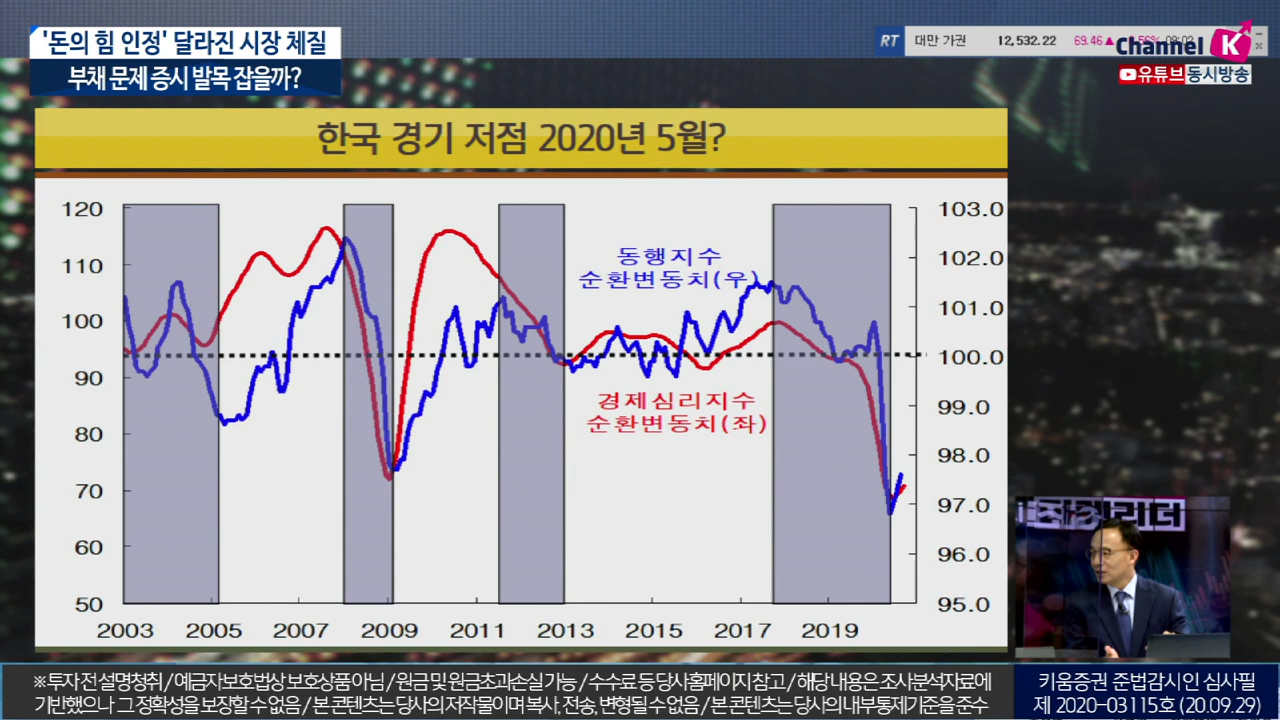 '돈의 힘 인정' 달라진 시장 체질
부채 문제 증시 발목 잡을까?
RT 대만 가권 12,532.22 69.46▲
Channel K
유튜브 동시방송
한국 경기 저점 2020년 5월?
120 103.0
110 102.0
100 101.0
90 100.0
80 99.0
70 98.0
60 97.0
50 96.0
95.0
동행지수
순환변동치(우)
경제심리지수
순환변동치(좌)
2003 2005 2007 2009 2011 2013 2015 2017 2019
※투자 전 설명청취 / 예금자보호법상 보호상품 아님 / 원금 및 원금초과손실 가능 / 수수료 등 당사홈페이지 참고 / 해당 내용은 조사분석자료에
기반했으나 그 정확성을 보장할 수 없음 / 본 콘텐츠는 당사의 저작물이며 복사, 전송, 변형될 수 없음 / 본 콘텐츠는 당사의 내부통제기준을 준수
키움증권 준법감시인 심사필
제 2020-03115호 (20.09.29)